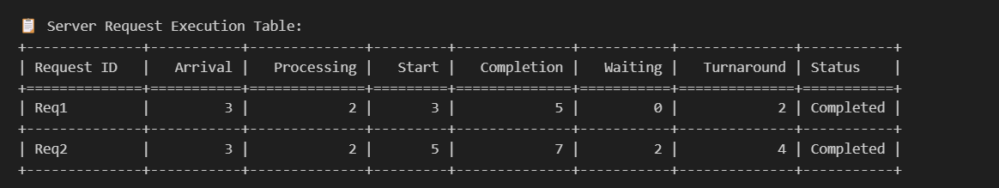 📋 Server Request Execution Table:
+--------------+-----------+--------------+---------+--------------+-----------+--------------+-----------+
| Request ID   |   Arrival |   Processing |   Start |   Completion |   Waiting |   Turnaround | Status    |
+==============+===========+==============+=========+==============+===========+==============+===========+
| Req1         |         3 |            2 |       3 |            5 |         0 |            2 | Completed |
+--------------+-----------+--------------+---------+--------------+-----------+--------------+-----------+
| Req2         |         3 |            2 |       5 |            7 |         2 |            4 | Completed |
+--------------+-----------+--------------+---------+--------------+-----------+--------------+-----------+